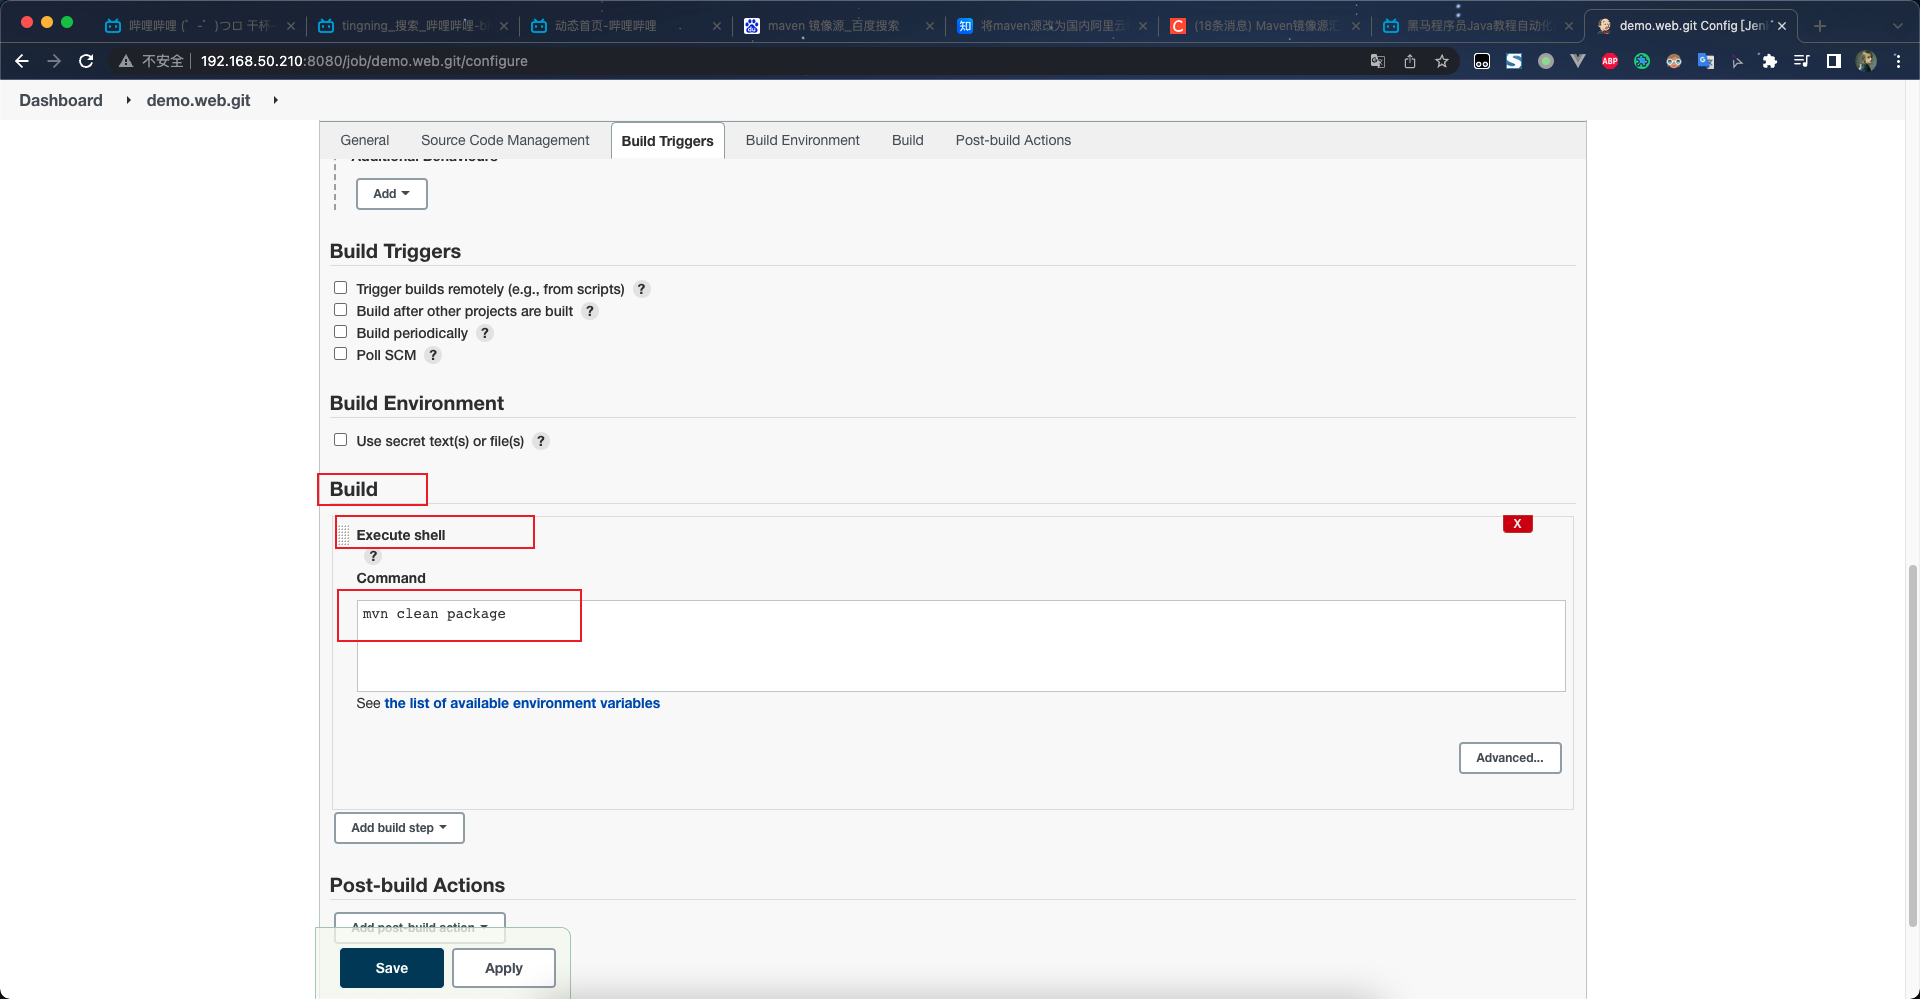 哔哩哔哩 (゜-゜)つロ 干杯-
tingning_搜索_哔哩哔哩-bi
动态首页-哔哩哔哩
maven 镜像源_百度搜索
将maven源改为国内阿里云
(18条消息) Maven镜像源汇
黑马程序员Java教程自动化
demo.web.git Config [Jen
不安全
192.168.50.210:8080/job/demo.web.git/configure
Dashboard
demo.web.git
General
Source Code Management
Build Triggers
Build Environment
Build
Post-build Actions
Additional Behaviours
Add
Build Triggers
Trigger builds remotely (e.g., from scripts) ?
Build after other projects are built ?
Build periodically ?
Poll SCM ?
Build Environment
Use secret text(s) or file(s) ?
Build
X
Execute shell
?
Command
mvn clean package
See the list of available environment variables
Advanced...
Add build step
Post-build Actions
Add post-build action
Save
Apply